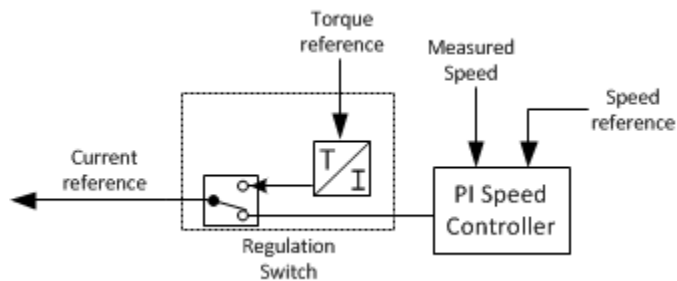 Torque
reference
Measured
Speed
Speed
reference
T
I
Current
reference
PI Speed
Controller
Regulation
Switch